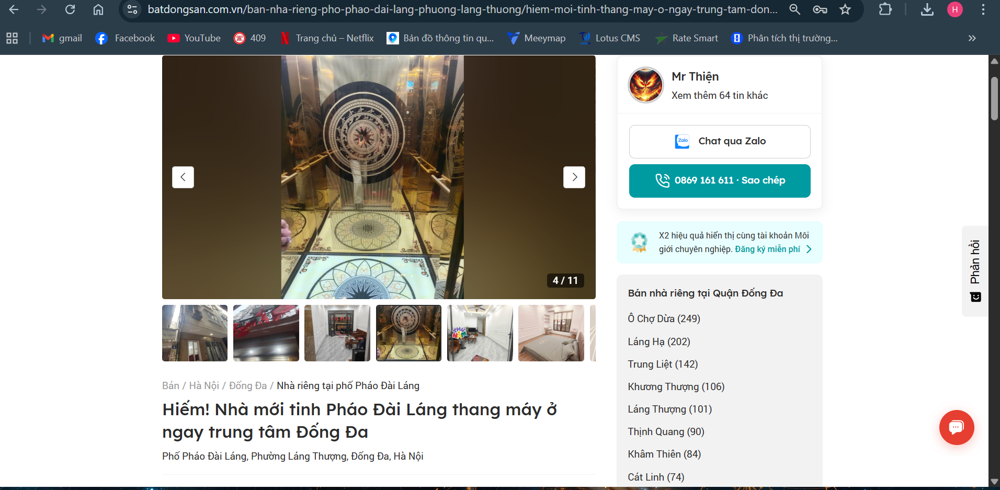 batdongsan.com.vn/ban-nha-rieng-pho-phao-dai-lang-phuong-lang-thuong/hiem-moi-tinh-thang-may-o-ngay-trung-tam-don...
H
gmail
Facebook
YouTube
409
Trang chủ – Netflix
Bản đồ thông tin qu...
Meeymap
Lotus CMS
Rate Smart
Phân tích thị trường...
4 / 11
THỨ NĂM
Bán / Hà Nội / Đống Đa / Nhà riêng tại phố Pháo Đài Láng
Hiếm! Nhà mới tinh Pháo Đài Láng thang máy ở
ngay trung tâm Đống Đa
Phố Pháo Đài Láng, Phường Láng Thượng, Đống Đa, Hà Nội
Mr Thiện
Xem thêm 64 tin khác
Zalo
Chat qua Zalo
0869 161 611 · Sao chép
X2 hiệu quả hiển thị cùng tài khoản Môi
giới chuyên nghiệp. Đăng ký miễn phí
Bán nhà riêng tại Quận Đống Đa
Ô Chợ Dừa (249)
Láng Hạ (202)
Trung Liệt (142)
Khương Thượng (106)
Láng Thượng (101)
Thịnh Quang (90)
Khâm Thiên (84)
Cát Linh (74)
Phản hồi